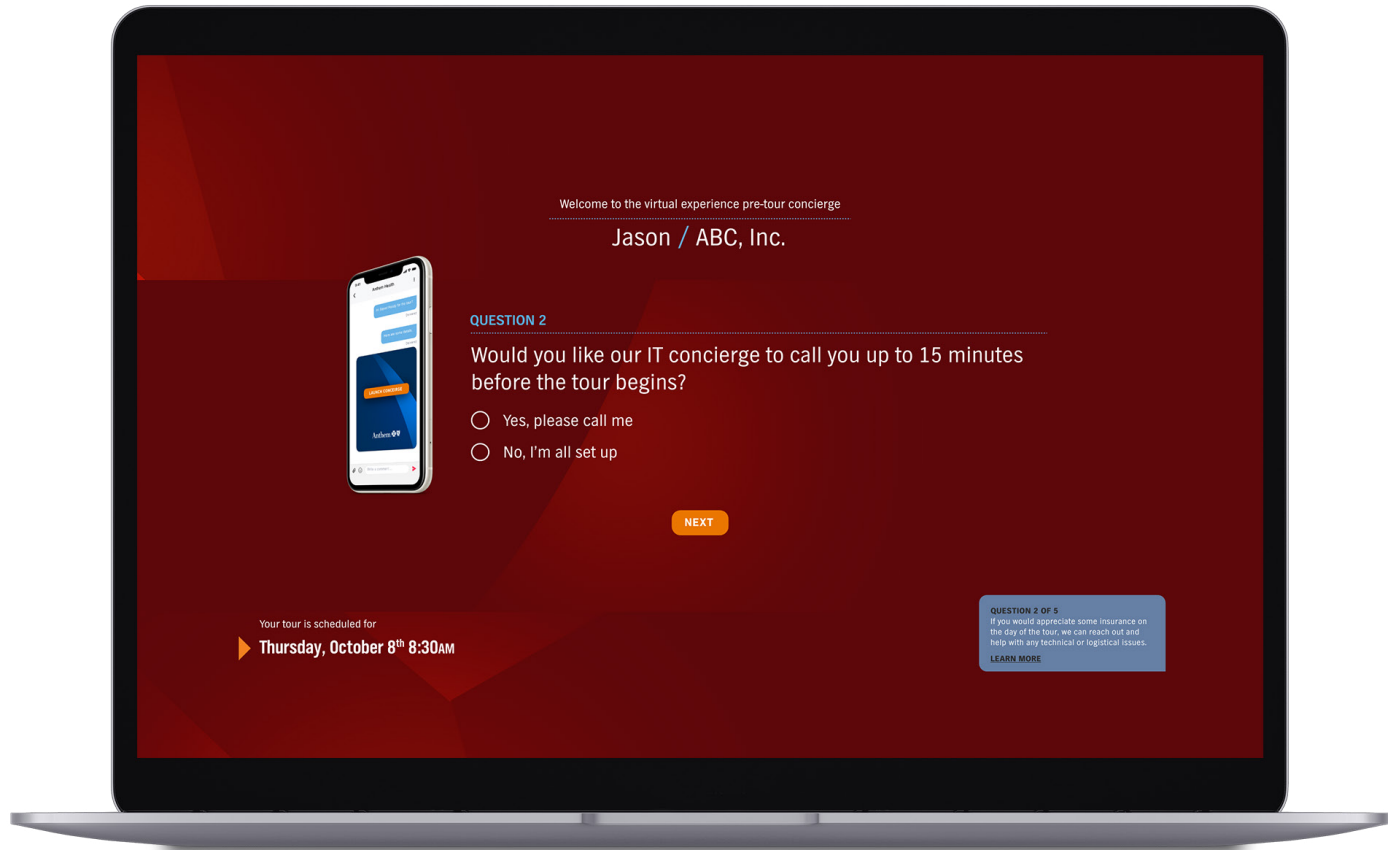 Welcome to the virtual experience pre-tour concierge
Jason / ABC, Inc.
Anthem Health
LAUNCH CONCIERGE
Anthem
QUESTION 2
Would you like our IT concierge to call you up to 15 minutes
before the tour begins?
Yes, please call me
No, I'm all set up
NEXT
Your tour is scheduled for
Thursday, October 8th 8:30AM
QUESTION 2 OF 5
If you would appreciate some insurance on
the day of the tour, we can reach out and
help with any technical or logistical issues.
LEARN MORE